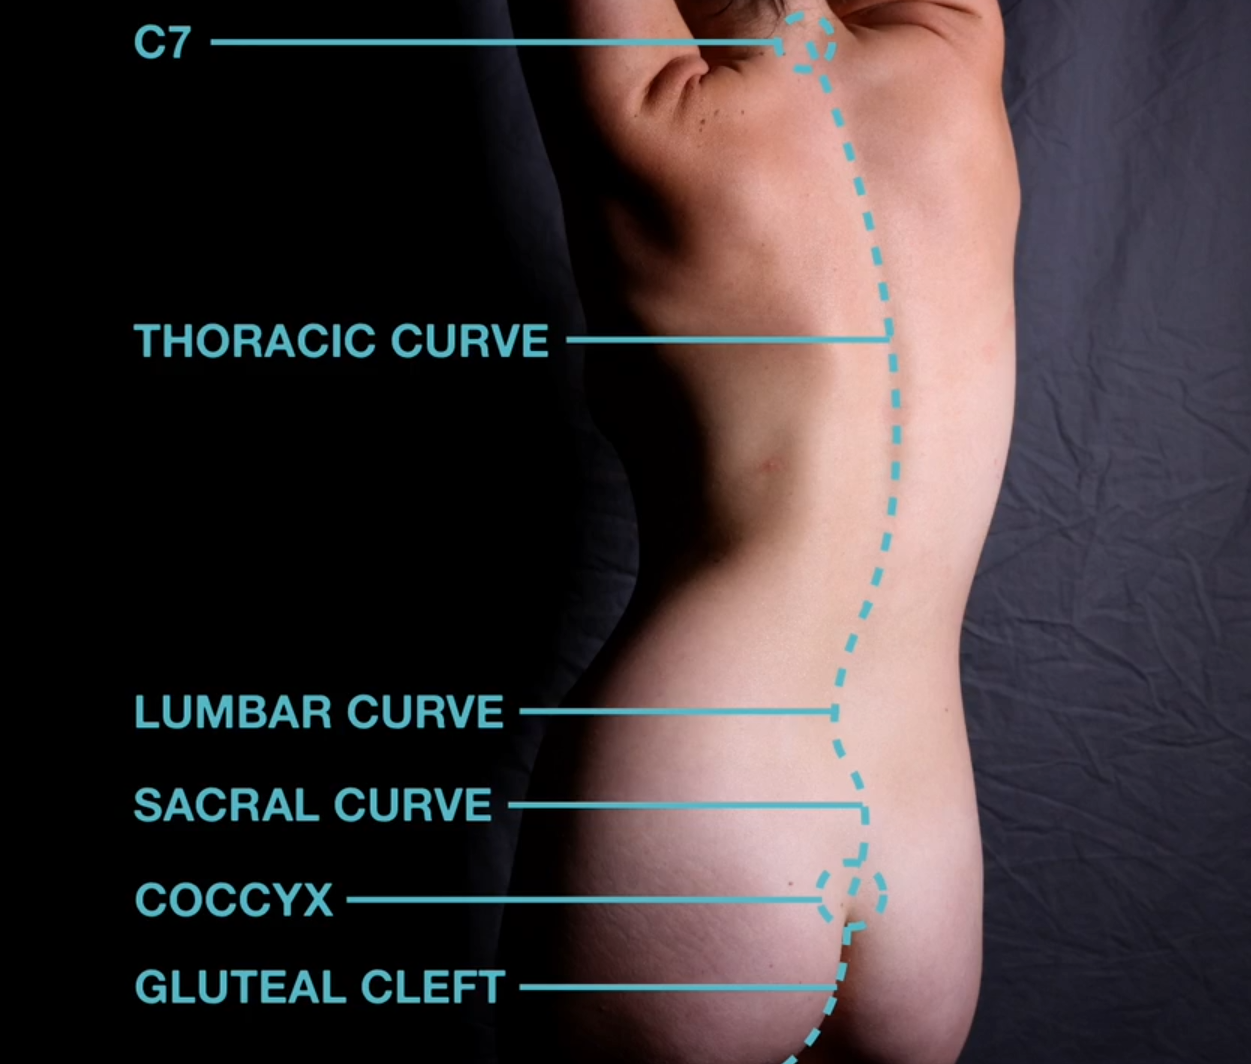 C7
THORACIC CURVE
LUMBAR CURVE
SACRAL CURVE
COCCYX
GLUTEAL CLEFT